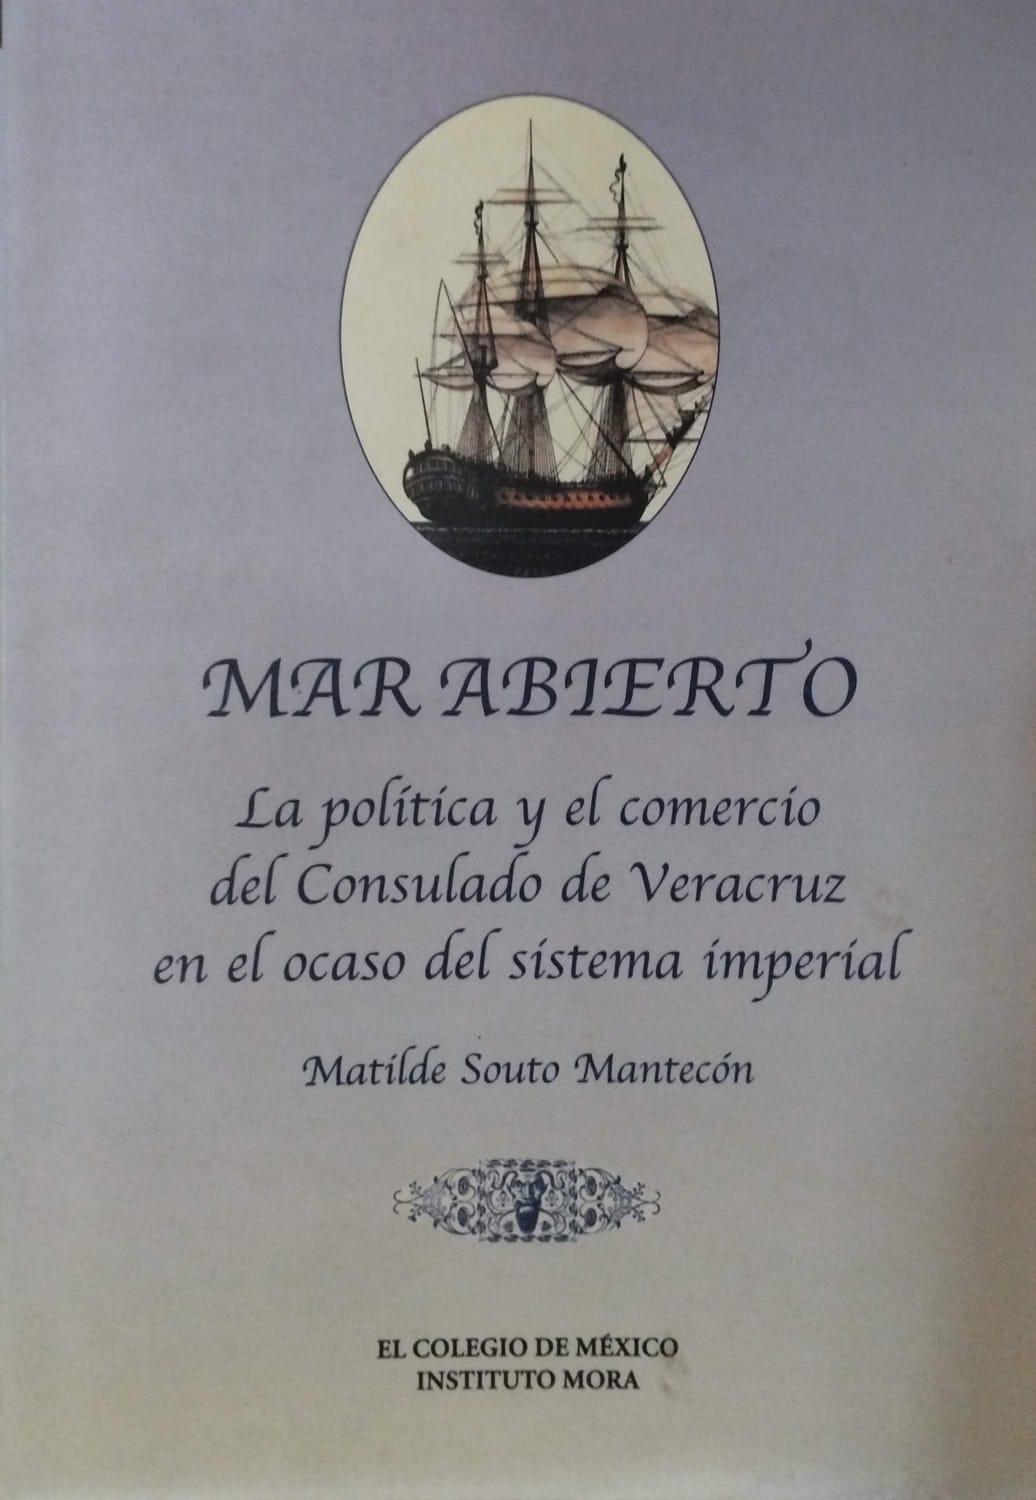 MAR ABIERTO
La política y el comercio
del Consulado de Veracruz
en el ocaso del sistema imperial
Matilde Souto Mantecón
EL COLEGIO DE MÉXICO
INSTITUTO MORA